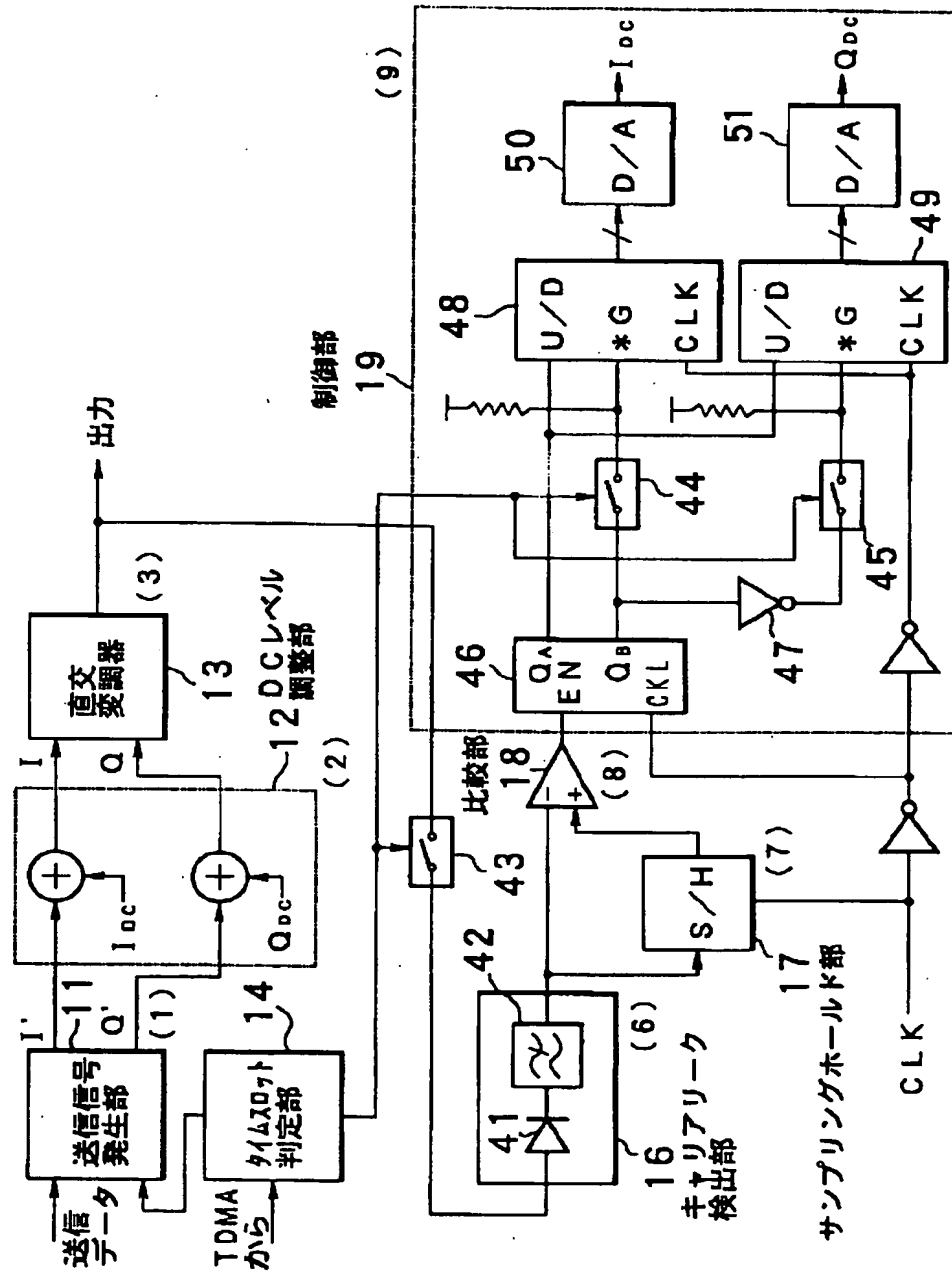 送信
データ
I'
11
送信信号
発生部
Q'
(1)
I
Q
IDC
QDC
12 DCレベル
調整部
(2)
直交
変調器
13
(3)
出力
TDMA
から
タイムスロット
判定部
14
43
41
42
(6)
16
キャリアリーク
検出部
S/H
17
(7)
サンプリングホールド部
CLK
比較部
18
-
+
(8)
制御部
19
(9)
46
QA
EN
QB
CKL
47
44
45
48
U/D
*G
CLK
49
U/D
*G
CLK
50
D/A
IDC
51
D/A
QDC